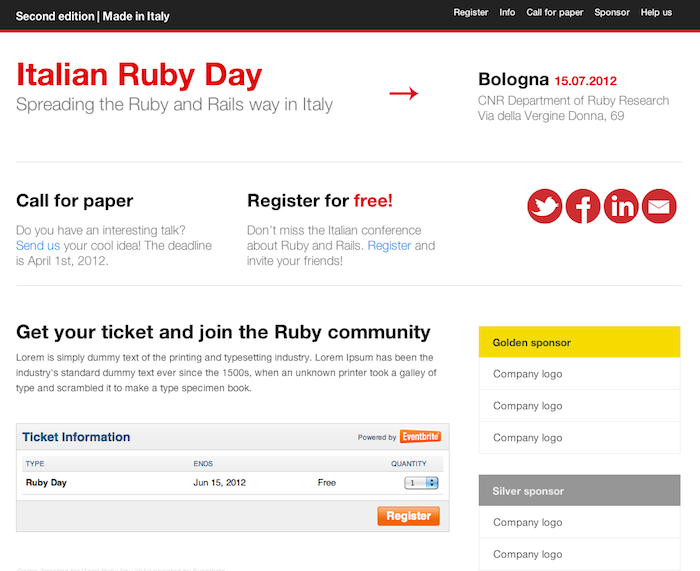 Second edition | Made in Italy
Register Info Call for paper Sponsor Help us
Italian Ruby Day
Spreading the Ruby and Rails way in Italy
Bologna 15.07.2012
CNR Department of Ruby Research
Via della Vergine Donna, 69
Call for paper
Do you have an interesting talk?
Send us your cool idea! The deadline
is April 1st, 2012.
Register for free!
Don't miss the Italian conference
about Ruby and Rails. Register and
invite your friends!
Get your ticket and join the Ruby community
Lorem is simply dummy text of the printing and typesetting industry. Lorem Ipsum has been the
industry's standard dummy text ever since the 1500s, when an unknown printer took a galley of
type and scrambled it to make a type specimen book.
Ticket Information
Powered by Eventbrite
TYPE ENDS QUANTITY
Ruby Day Jun 15, 2012 Free 1
Register
Golden sponsor
Company logo
Company logo
Company logo
Silver sponsor
Company logo
Company logo